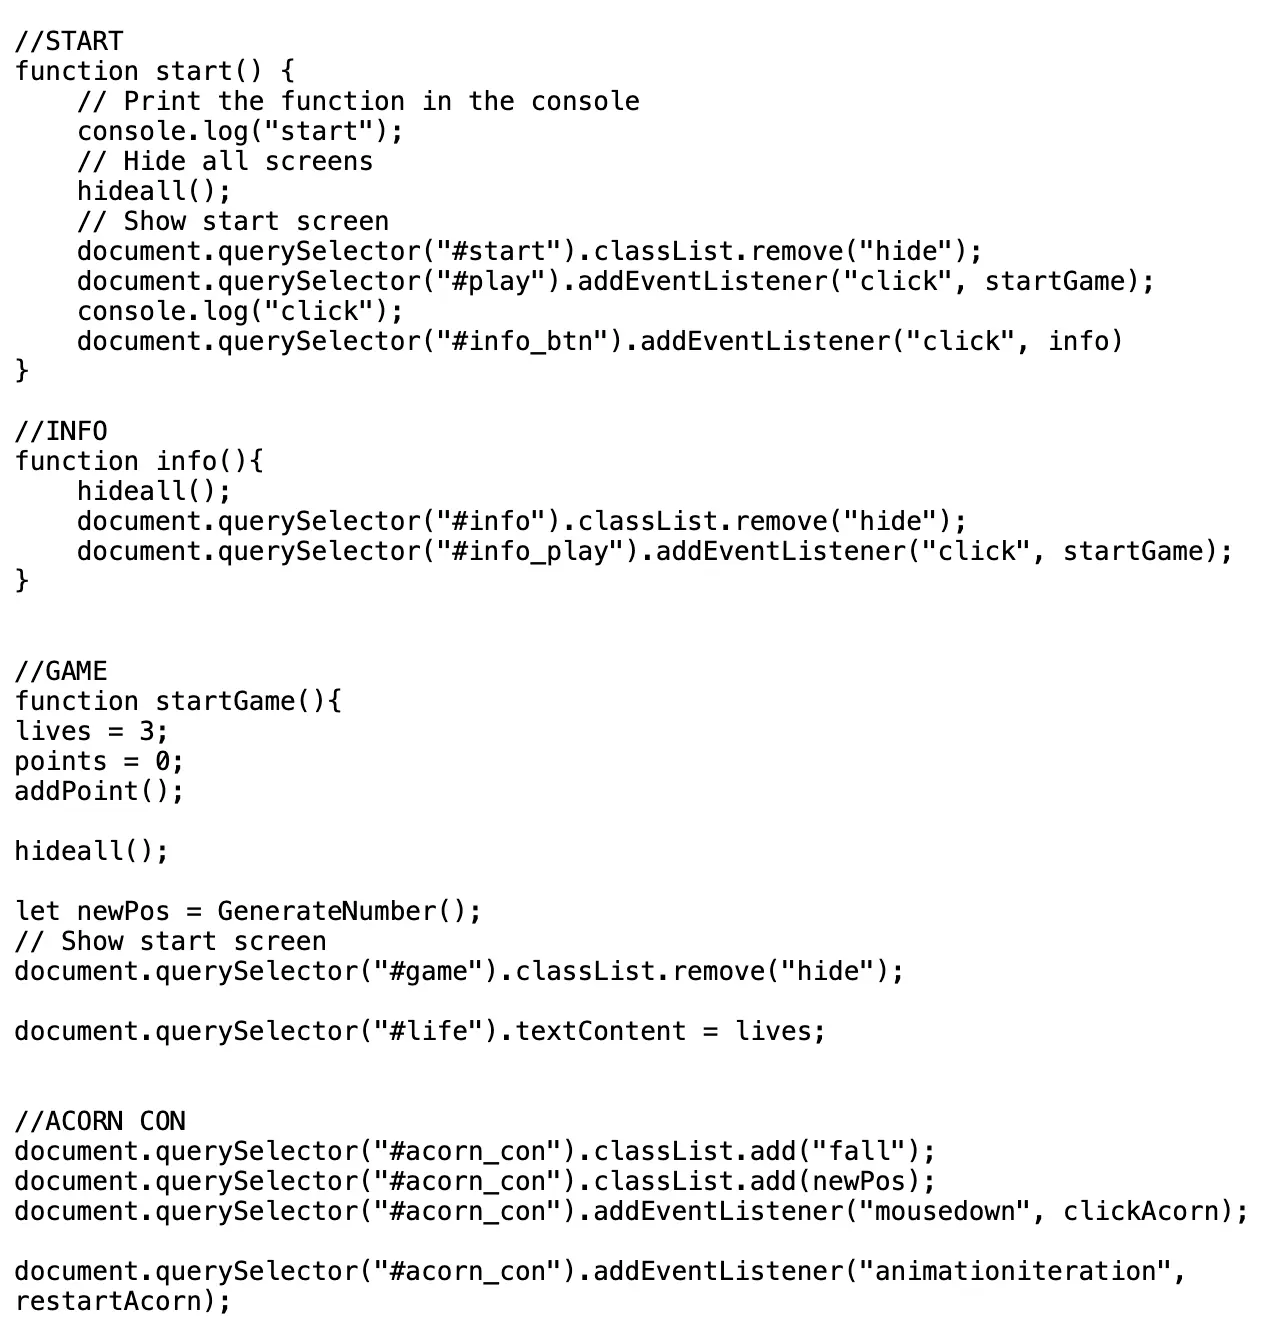 //START
function start() {
    // Print the function in the console
    console.log("start");
    // Hide all screens
    hideall();
    // Show start screen
    document.querySelector("#start").classList.remove("hide");
    document.querySelector("#play").addEventListener("click", startGame);
    console.log("click");
    document.querySelector("#info_btn").addEventListener("click", info)
}

//INFO
function info(){
    hideall();
    document.querySelector("#info").classList.remove("hide");
    document.querySelector("#info_play").addEventListener("click", startGame);
}


//GAME
function startGame(){
lives = 3;
points = 0;
addPoint();

hideall();

let newPos = GenerateNumber();
// Show start screen
document.querySelector("#game").classList.remove("hide");

document.querySelector("#life").textContent = lives;


//ACORN CON
document.querySelector("#acorn_con").classList.add("fall");
document.querySelector("#acorn_con").classList.add(newPos);
document.querySelector("#acorn_con").addEventListener("mousedown", clickAcorn);

document.querySelector("#acorn_con").addEventListener("animationiteration",
restartAcorn);